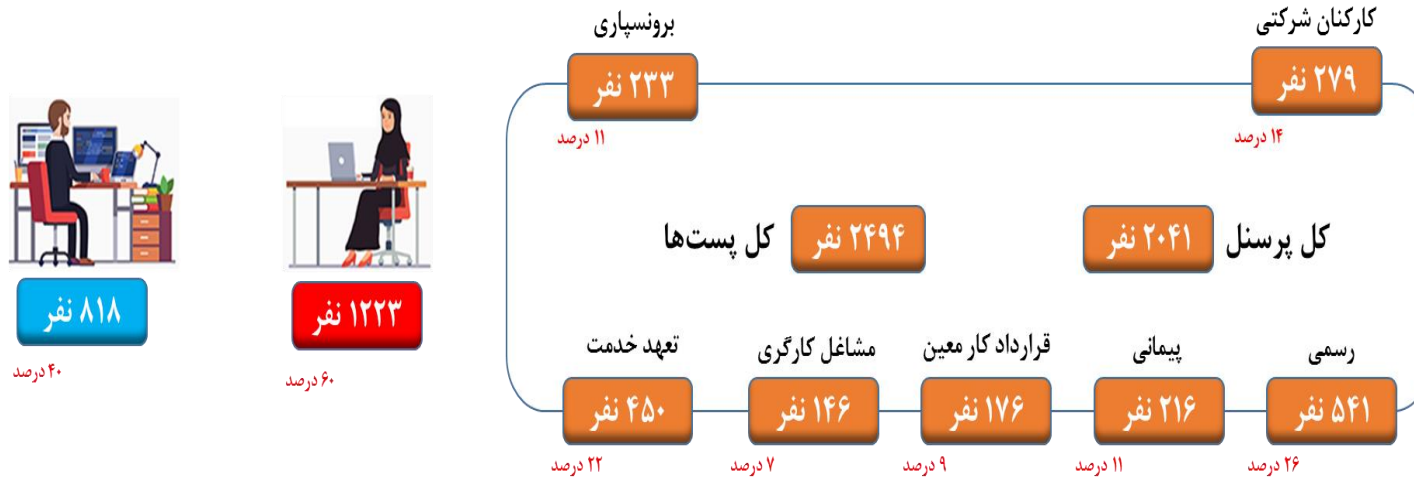 کارکنان شرکتی
۲۷۹ نفر
۱۴ درصد
برونسپاری
۲۳۳ نفر
۱۱ درصد
کل پرسنل
۲۰۴۱ نفر
۲۴۹۴ نفر
کل پست‌ها
رسمی
۵۴۱ نفر
۲۶ درصد
پیمانی
۲۱۶ نفر
۱۱ درصد
قرارداد کار معین
۱۷۶ نفر
۹ درصد
مشاغل کارگری
۱۴۶ نفر
۷ درصد
تعهد خدمت
۴۵۰ نفر
۲۲ درصد
۱۲۲۳ نفر
۶۰ درصد
۸۱۸ نفر
۴۰ درصد